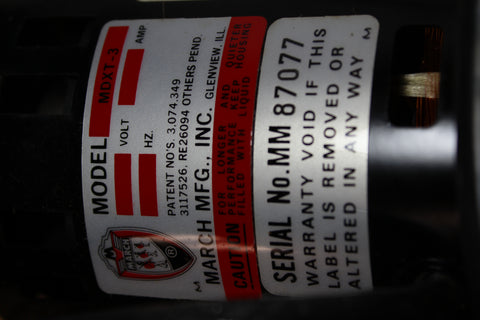 MODEL MDXT-3
VOLT AMP
HZ.
PATENT NO'S. 3,074,349
3117526, RE26094 OTHERS PEND.
MARCH MFG., INC. GLENVIEW, ILL.
CAUTION FOR LONGER AND QUIETER
PERFORMANCE KEEP HOUSING
FILLED WITH LIQUID
MARCH
M
SERIAL No. MM 87077
WARRANTY VOID IF THIS
LABEL IS REMOVED OR
ALTERED IN ANY WAY M